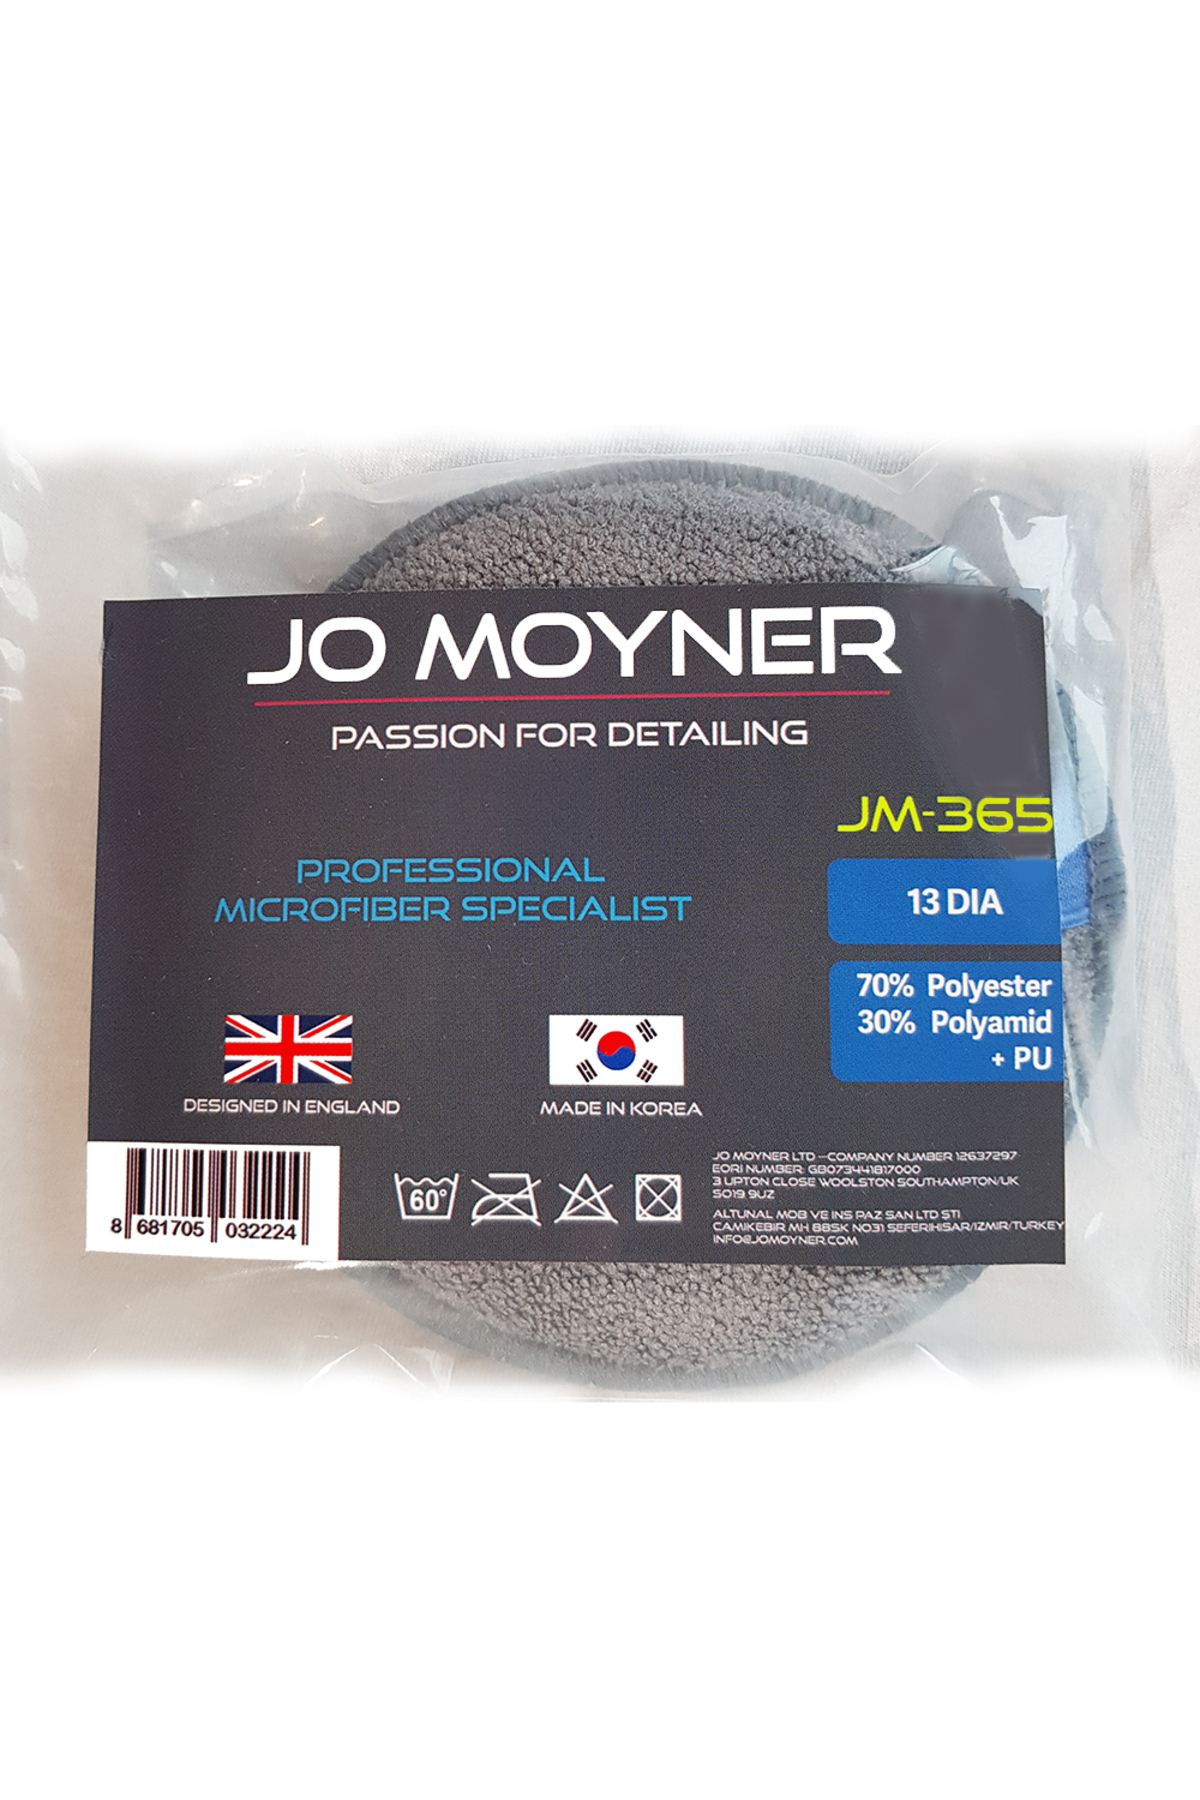 JO MOYNER
PASSION FOR DETAILING
JM-365
13 DIA
PROFESSIONAL
MICROFIBER SPECIALIST
70% Polyester
30% Polyamid
+ PU
DESIGNED IN ENGLAND
MADE IN KOREA
8 681705 032224
60°
JO MOYNER LTD -COMPANY NUMBER 12637297
EORI NUMBER: GB073441817000
3 UPTON CLOSE WOOLSTON SOUTHAMPTON/UK
SO19 9UZ
ALTUNAL MOB VE INS PAZ SAN LTD STI
CAMIKEBIR MH 88SK NO31 SEFERIHISAR/IZMIR/TURKEY
INFO@JOMOYNER.COM